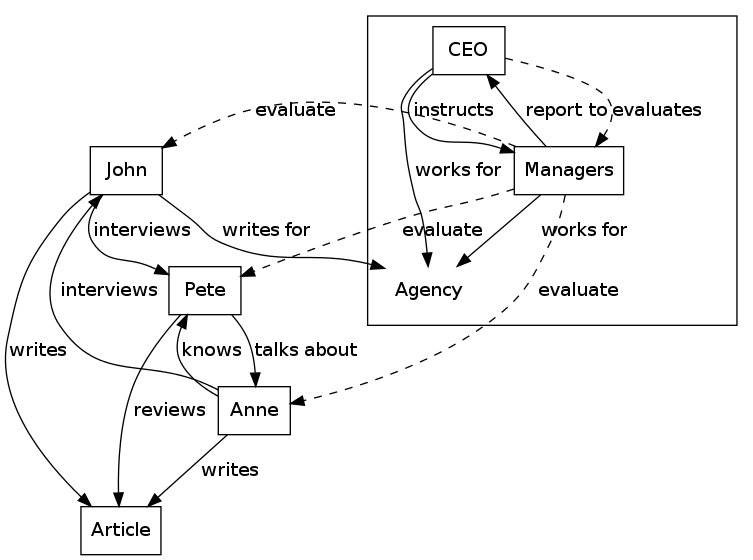 CEO
evaluate
instructs
report to
evaluates
John
works for
Managers
interviews
writes for
evaluate
works for
interviews
Pete
Agency
evaluate
writes
knows
talks about
reviews
Anne
writes
Article